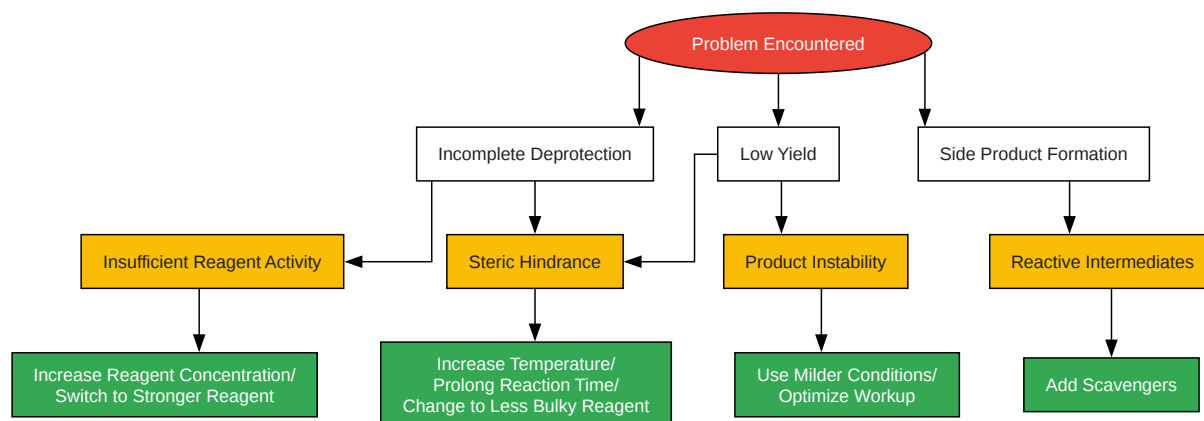 Problem Encountered
Incomplete Deprotection
Low Yield
Side Product Formation
Insufficient Reagent Activity
Steric Hindrance
Product Instability
Reactive Intermediates
Increase Reagent Concentration/
Switch to Stronger Reagent
Increase Temperature/
Prolong Reaction Time/
Change to Less Bulky Reagent
Use Milder Conditions/
Optimize Workup
Add Scavengers